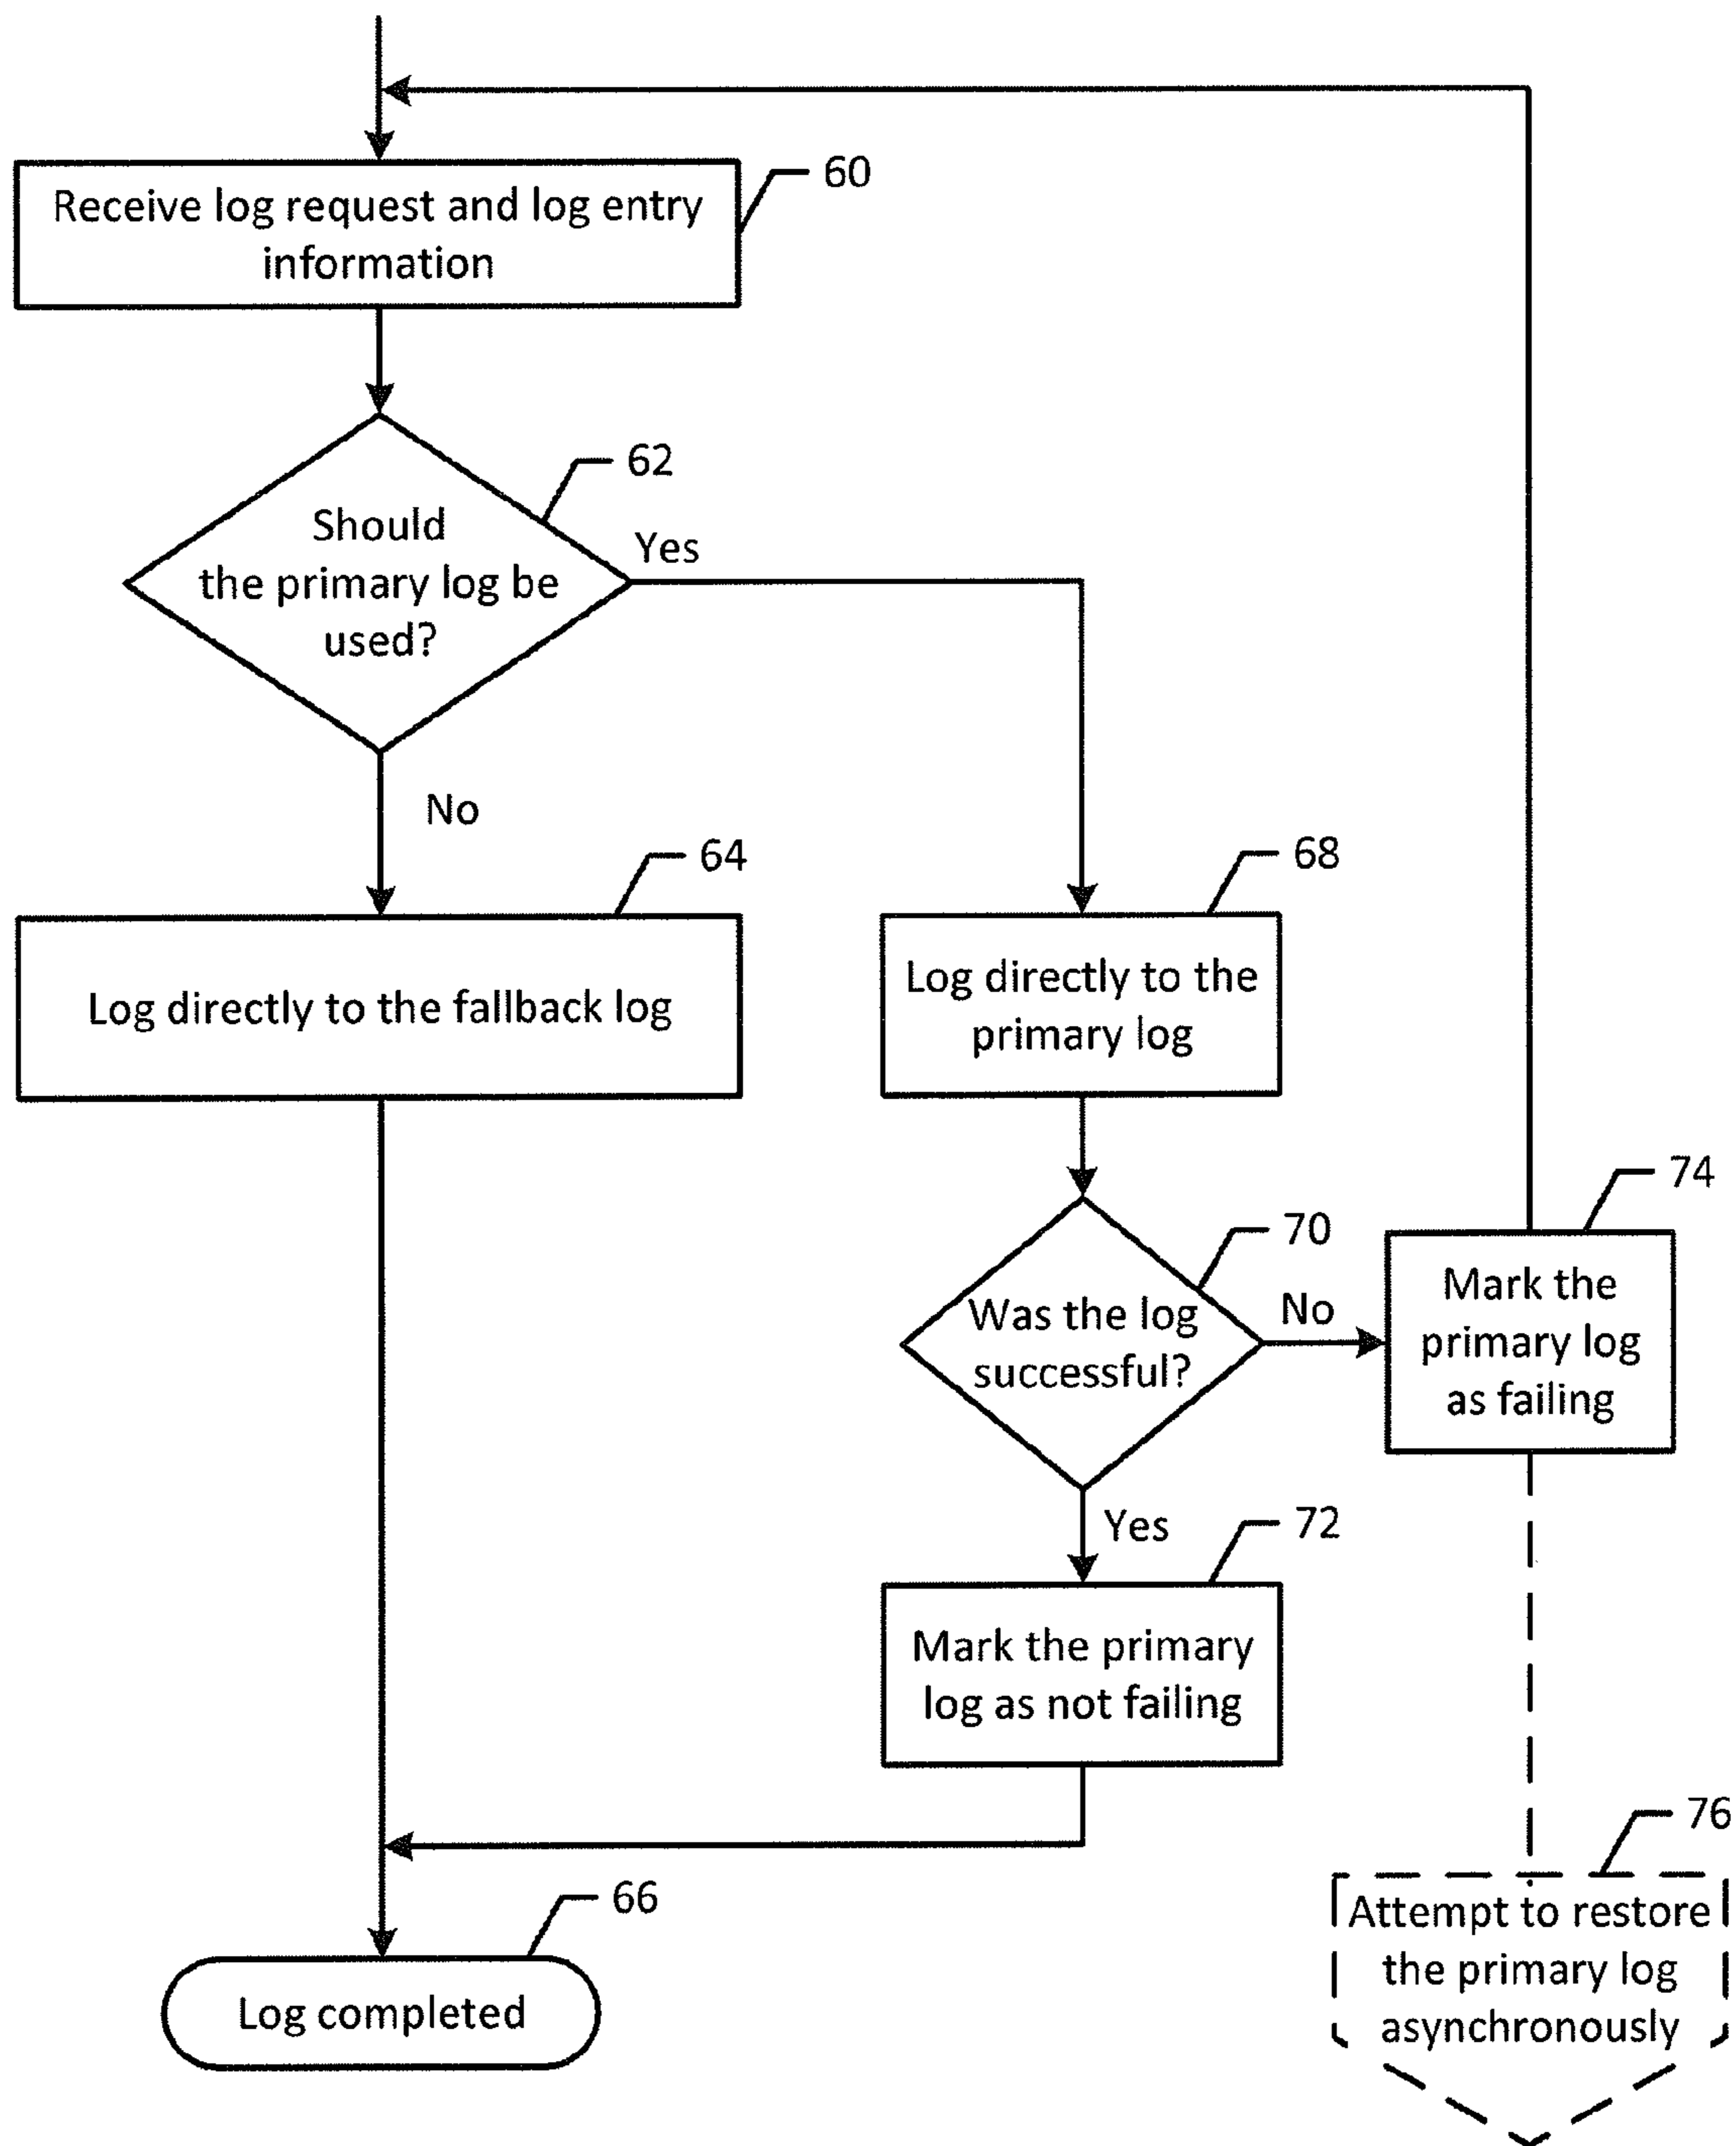 60
Receive log request and log entry
information
62
Should
the primary log be
used?
Yes
No
64
Log directly to the fallback log
68
Log directly to the
primary log
70
Was the log
successful?
No
74
Mark the
primary log
as failing
Yes
72
Mark the primary
log as not failing
76
Attempt to restore
the primary log
asynchronously
66
Log completed